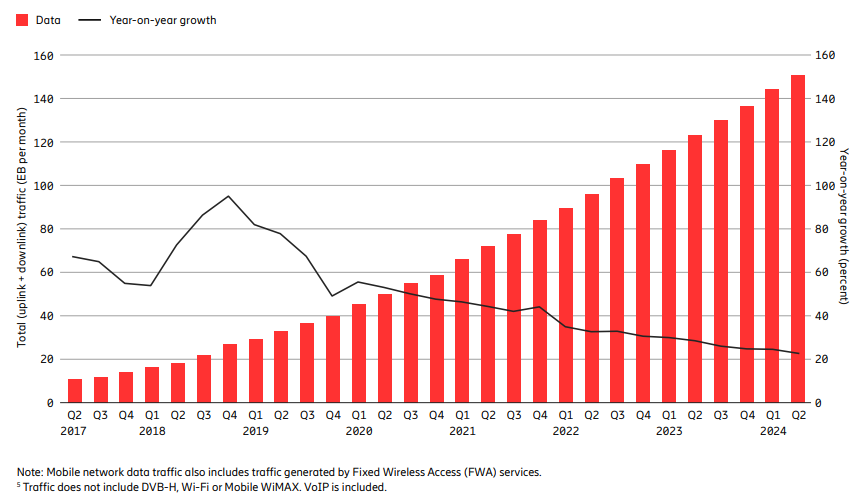 Data Year-on-year growth
Total (uplink + downlink) traffic (EB per month)
160
140
120
100
80
60
40
20
0
160
140
120
100
80
60
40
20
0
Year-on-year growth (percent)
Q2 Q3 Q4 Q1 Q2 Q3 Q4 Q1 Q2 Q3 Q4 Q1 Q2 Q3 Q4 Q1 Q2 Q3 Q4 Q1 Q2 Q3 Q4 Q1 Q2 Q3 Q4 Q1 Q2
2017 2018 2019 2020 2021 2022 2023 2024
Note: Mobile network data traffic also includes traffic generated by Fixed Wireless Access (FWA) services.
⁵ Traffic does not include DVB-H, Wi-Fi or Mobile WiMAX. VoIP is included.